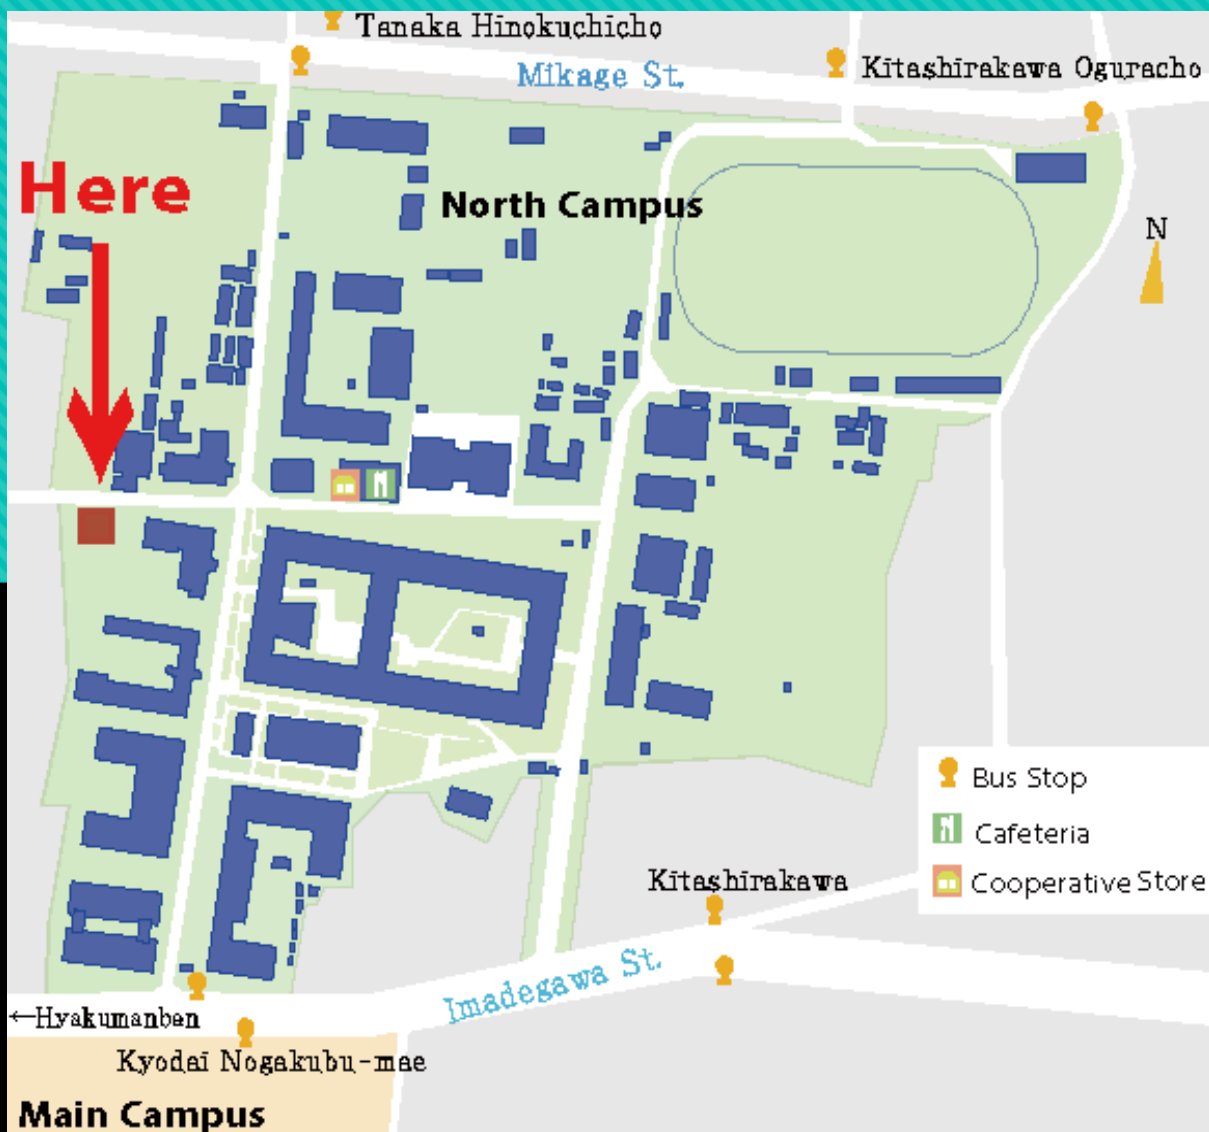 Tanaka Hinokuchicho
Mikage St.
Kitashirakawa Oguracho
Here
North Campus
N
Bus Stop
Cafeteria
Cooperative Store
Kitashirakawa
Imadegawa St.
←Hyakumanben
Kyodai Nogakubu-mae
Main Campus